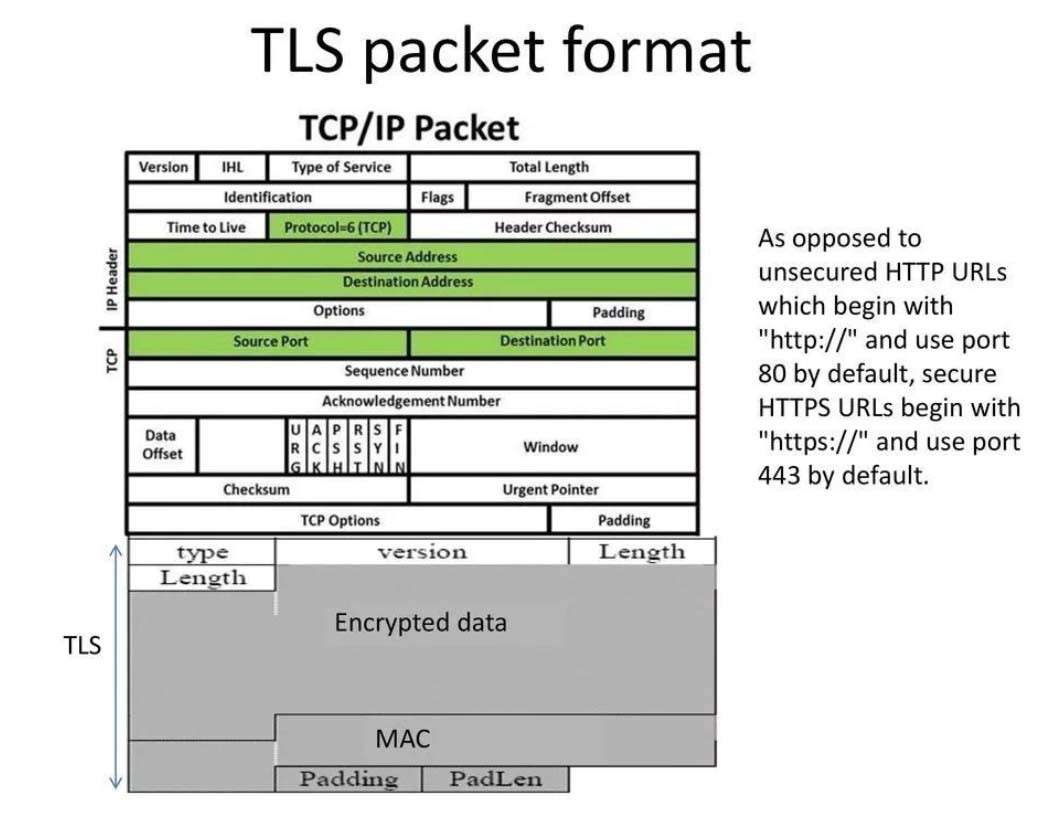 TLS packet format
TCP/IP Packet
Version IHL Type of Service Total Length
Identification Flags Fragment Offset
Time to Live Protocol=6 (TCP) Header Checksum
Source Address
Destination Address
Options Padding
IP Header
Source Port Destination Port
TCP
Sequence Number
Acknowledgement Number
Data Offset URG ACK PSH RST SYN FIN Window
Checksum Urgent Pointer
TCP Options Padding
type version Length
Length
Encrypted data
TLS
MAC
Padding PadLen
As opposed to
unsecured HTTP URLs
which begin with
"http://" and use port
80 by default, secure
HTTPS URLs begin with
"https://" and use port
443 by default.